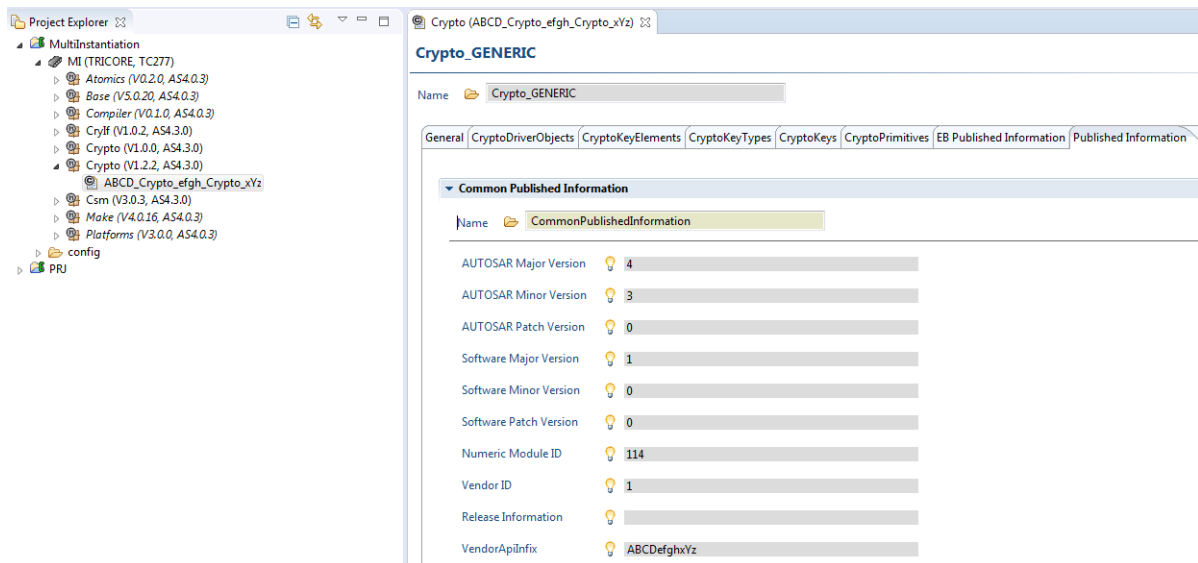 Project Explorer
MultiInstantiation
MI (TRICORE, TC277)
Atomics (V0.2.0, AS4.0.3)
Base (V5.0.20, AS4.0.3)
Compiler (V0.1.0, AS4.0.3)
CryIf (V1.0.2, AS4.3.0)
Crypto (V1.0.0, AS4.3.0)
Crypto (V1.2.2, AS4.3.0)
ABCD_Crypto_efgh_Crypto_xYz
Csm (V3.0.3, AS4.3.0)
Make (V4.0.16, AS4.0.3)
Platforms (V3.0.0, AS4.0.3)
config
PRJ
Crypto (ABCD_Crypto_efgh_Crypto_xYz)
Crypto_GENERIC
Name Crypto_GENERIC
General CryptoDriverObjects CryptoKeyElements CryptoKeyTypes CryptoKeys CryptoPrimitives EB Published Information Published Information
Common Published Information
Name CommonPublishedInformation
AUTOSAR Major Version 4
AUTOSAR Minor Version 3
AUTOSAR Patch Version 0
Software Major Version 1
Software Minor Version 0
Software Patch Version 0
Numeric Module ID 114
Vendor ID 1
Release Information
VendorApiInfix ABCDefghxYz